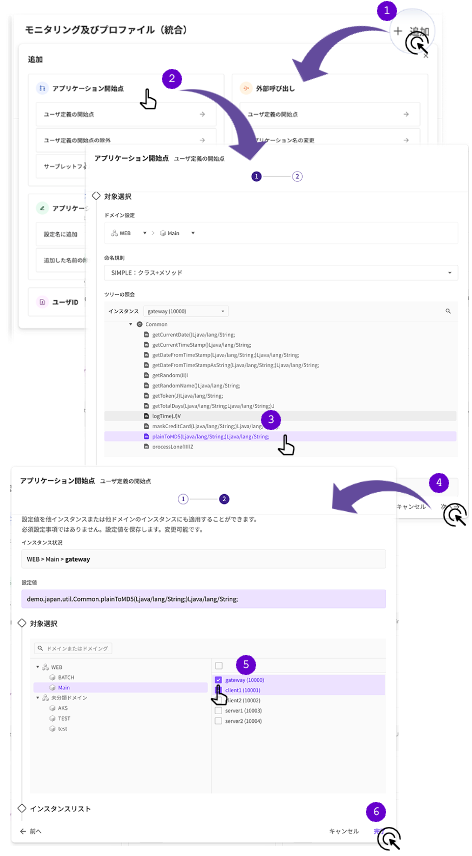 モニタリング及びプロファイル（統合）
1
+ 追加
追加
アプリケーション開始点
2
外部呼び出し
ユーザ定義の開始点
ユーザ定義の開始点
ユーザ定義の開始点の除外
プリケーション名の変更
サーブレットフ
アプリケー
設定名に追加
追加した名前の
ユーザID
アプリケーション開始点 ユーザ定義の開始点
1 2
対象選択
ドメイン指定
WEB > Main
命名規則
SIMPLE：クラス+メソッド
ツリーの照会
インスタンス gateway (10000)
Common
getCurrentDate()Ljava/lang/String;
getCurrentTimeStamp()Ljava/lang/String;
getDateFromTimeStamp(Ljava/lang/String;)Ljava/lang/String;
getDateFromTimeStampAsString(Ljava/lang/String;)Ljava/lang/String;
getRandom(II)I
getRandomName()Ljava/lang/String;
getToken(J)Ljava/lang/String;
getTotalDays(Ljava/lang/String;Ljava/lang/String;)J
logTime(J)V
3
maskCreditCard(Ljava/lang/String;)Ljava/lang/
plainToMD5(Ljava/lang/String;)Ljava/lang/String;
processLoneIII)IZ
4
キャンセル
アプリケーション開始点 ユーザ定義の開始点
1 2
設定値を他インスタンスまたは他ドメインのインスタンスにも適用することができます。
必須設定事項ではありません。設定値を保存します。変更可能です。
インスタンス状況
WEB > Main > gateway
設定値
demo.japan.util.Common.plainToMD5(Ljava/lang/String;)Ljava/lang/String;
対象選択
ドメインまたはドメイング
5
WEB
BATCH
Main
未分類ドメイン
AKS
TEST
test
gateway (10000)
client1 (10001)
client2 (10002)
server1 (10003)
server2 (10004)
インスタンスリスト
6
← 前へ
キャンセル